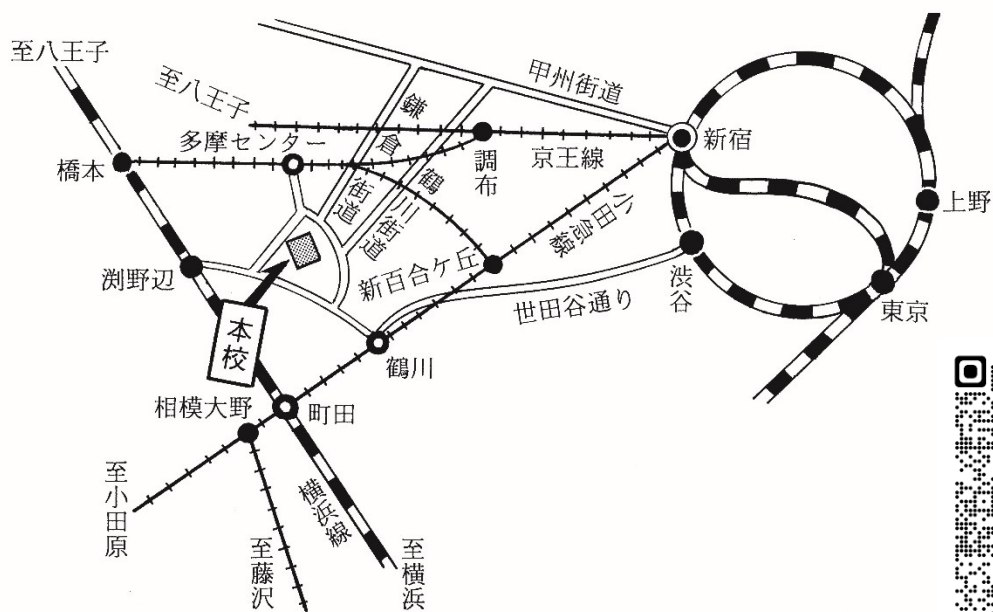 至八王子
至八王子
甲州街道
鎌倉街道
鶴川街道
多摩センター
橋本
調布
京王線
新宿
上野
小田急線
渕野辺
新百合ケ丘
世田谷通り
渋谷
東京
本校
鶴川
相模大野
町田
至小田原
横浜線
至藤沢
至横浜